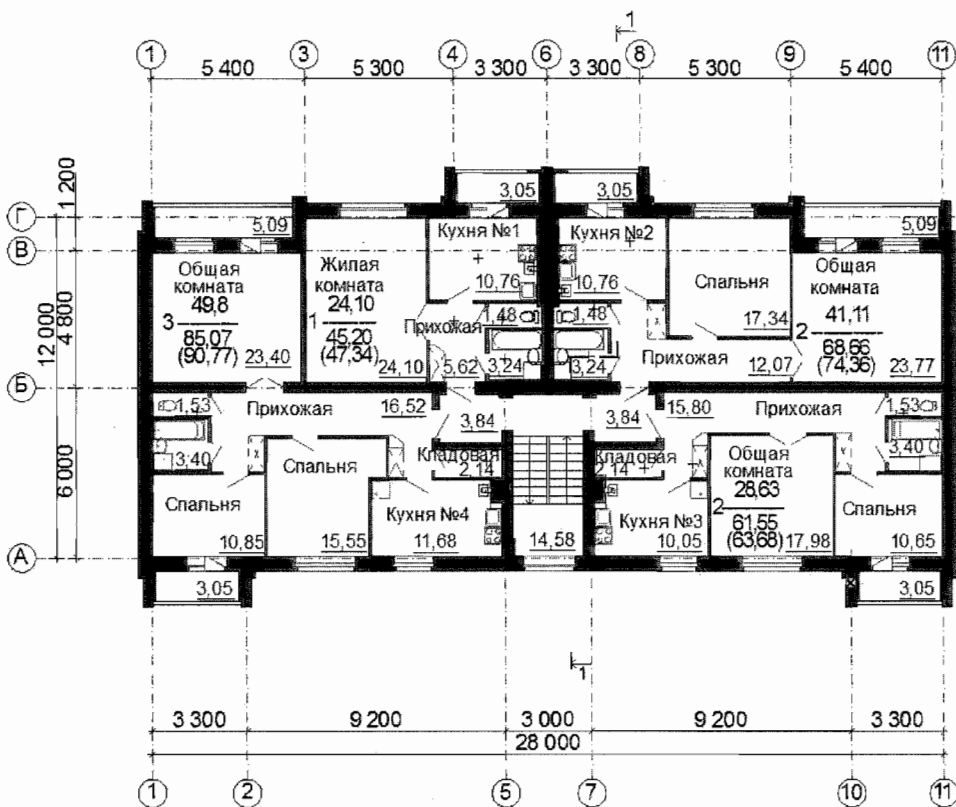 1
1 3 4 6 8 9 11
5 400 5 300 3 300 3 300 5 300 5 400
1 200
Г
В
Б
А
12 000
4 800
6 000
5,09 3,05 3,05 5,09
Кухня №1 Кухня №2
10,76 10,76
Общая
комната
3 49,8
85,07
(90,77)
23,40
Жилая
комната
1 24,10
45,20
(47,34)
24,10
Прихожая
5,62
1,48 1,48
3,24 3,24
Спальня
17,34
Прихожая
12,07
Общая
комната
2 41,11
68,66
(74,36)
23,77
1,53 Прихожая 16,52
3,84 3,84
15,80 Прихожая 1,53
3,40 3,40
Кладовая Кладовая
2,14 2,14
Спальня
10,85
Спальня
15,55
Кухня №4
11,68
14,58
Кухня №3
10,05
Общая
комната
2 28,63
61,55
(63,68)
17,98
Спальня
10,65
3,05 3,05
1
3 300 9 200 3 000 9 200 3 300
28 000
1 2 5 7 10 11